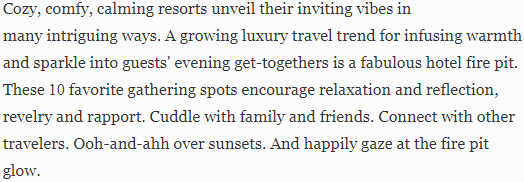 Cozy, comfy, calming resorts unveil their inviting vibes in
many intriguing ways. A growing luxury travel trend for infusing warmth
and sparkle into guests' evening get-togethers is a fabulous hotel fire pit.
These 10 favorite gathering spots encourage relaxation and reflection,
revelry and rapport. Cuddle with family and friends. Connect with other
travelers. Ooh-and-ahh over sunsets. And happily gaze at the fire pit
glow.